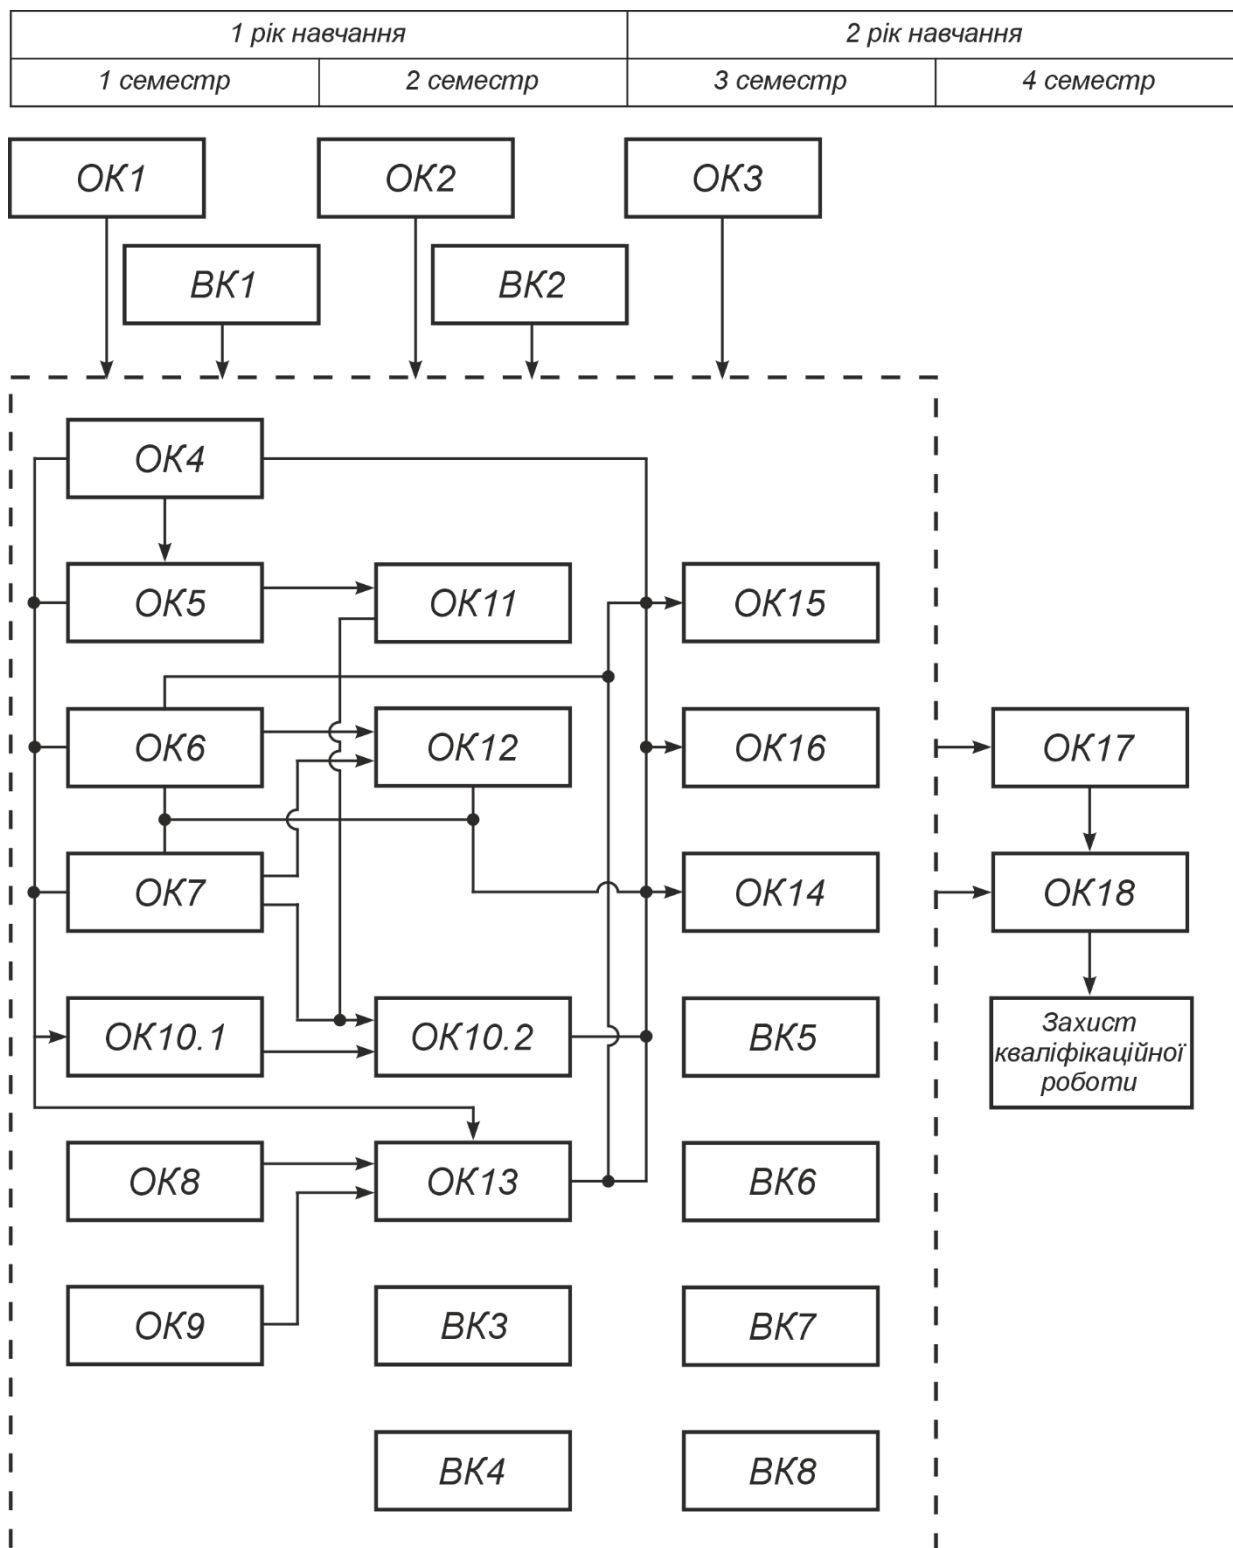 1 рік навчання
2 рік навчання
1 семестр
2 семестр
3 семестр
4 семестр
ОК1
ОК2
ОК3
ВК1
ВК2
ОК4
ОК5
ОК11
ОК15
ОК6
ОК12
ОК16
ОК17
ОК7
ОК14
ОК18
ОК10.1
ОК10.2
ВК5
Захист
кваліфікаційної
роботи
ОК8
ОК13
ВК6
ОК9
ВК3
ВК7
ВК4
ВК8